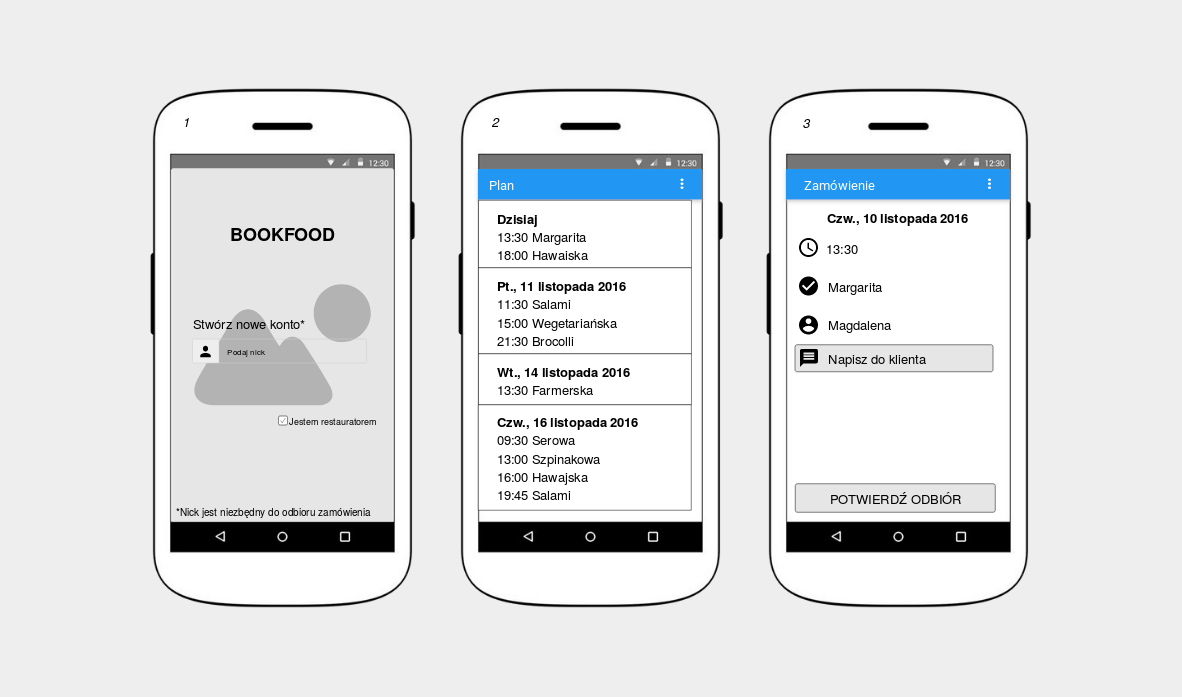 1
12:30
BOOKFOOD
Stwórz nowe konto*
Podaj nick
Jestem restauratorem
*Nick jest niezbędny do odbioru zamówienia
2
12:30
Plan
Dzisiaj
13:30 Margarita
18:00 Hawaiska
Pt., 11 listopada 2016
11:30 Salami
15:00 Wegetariańska
21:30 Brocolli
Wt., 14 listopada 2016
13:30 Farmerska
Czw., 16 listopada 2016
09:30 Serowa
13:00 Szpinakowa
16:00 Hawajska
19:45 Salami
3
12:30
Zamówienie
Czw., 10 listopada 2016
13:30
Margarita
Magdalena
Napisz do klienta
POTWIERDŹ ODBIÓR